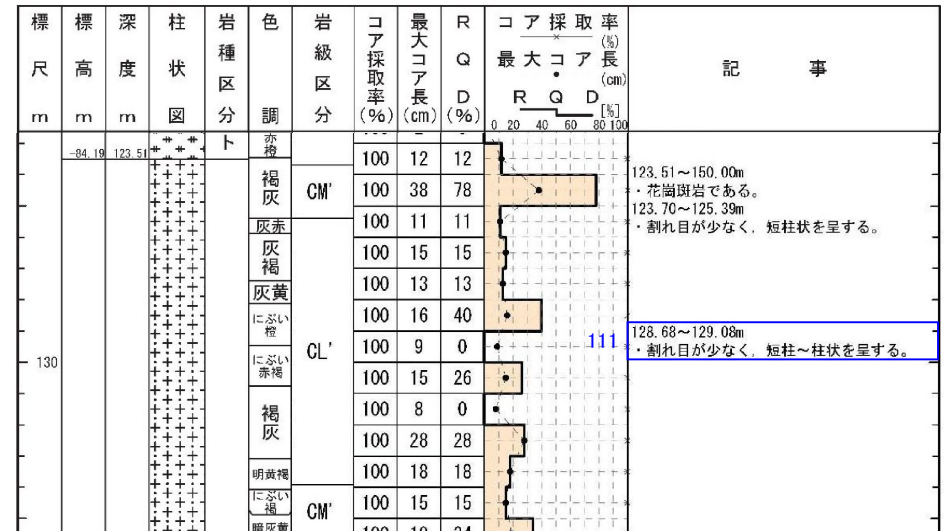 標尺 m
標高 m
深度 m
柱状図
岩種区分
色調
岩級区分
コア採取率(%)
最大コア長(cm)
RQD(%)
コア採取率
(%)
最大コア長
(cm)
RQD
[%]
0 20 40 60 80 100
記事
-84.19 123.51
ト
赤橙
100 12 12
褐灰
CM'
100 38 78
123.51~150.00m
・花崗斑岩である。
123.70~125.39m
・割れ目が少なく，短柱状を呈する。
灰赤
100 11 11
灰褐
100 15 15
灰黄
100 13 13
にぶい橙
100 16 40
128.68~129.08m
・割れ目が少なく，短柱~柱状を呈する。
111
130
CL'
にぶい赤褐
100 9 0
100 15 26
褐灰
100 8 0
100 28 28
明黄褐
100 18 18
にぶい褐
CM'
100 15 15
暗灰黄